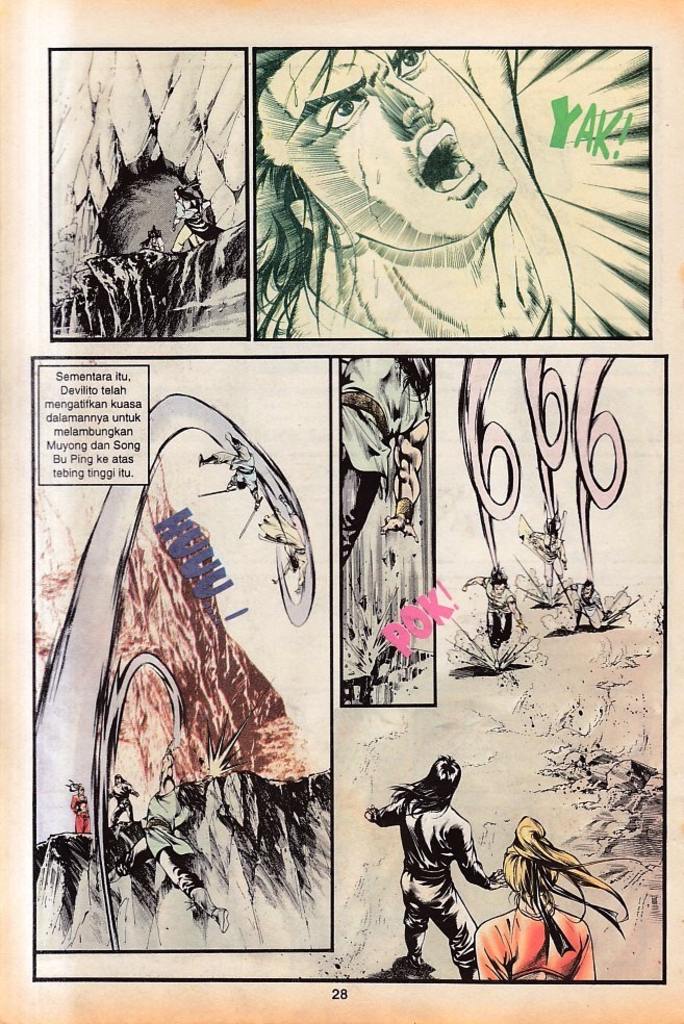 YAK!
Sementara itu,
Devilito telah
mengatifkan kuasa
dalamannya untuk
melambungkan
Muyong dan Song
Bu Ping ke atas
tebing tinggi itu.
HUUU..!
POK!
28